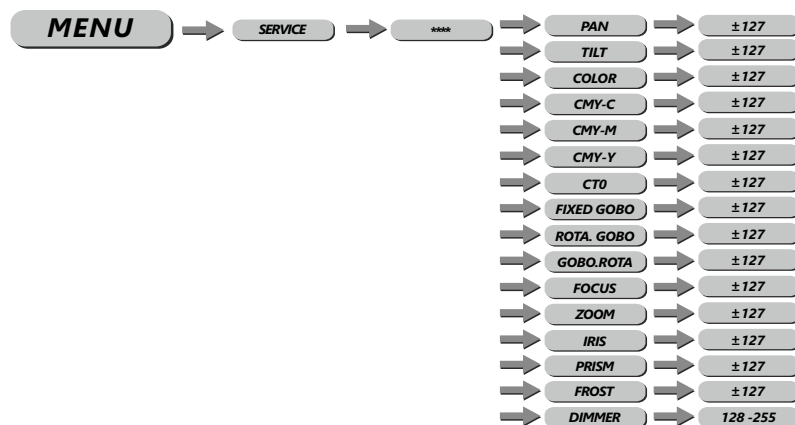 MENU SERVICE **** PAN ±127
TILT ±127
COLOR ±127
CMY-C ±127
CMY-M ±127
CMY-Y ±127
CT0 ±127
FIXED GOBO ±127
ROTA. GOBO ±127
GOBO.ROTA ±127
FOCUS ±127
ZOOM ±127
IRIS ±127
PRISM ±127
FROST ±127
DIMMER 128 -255